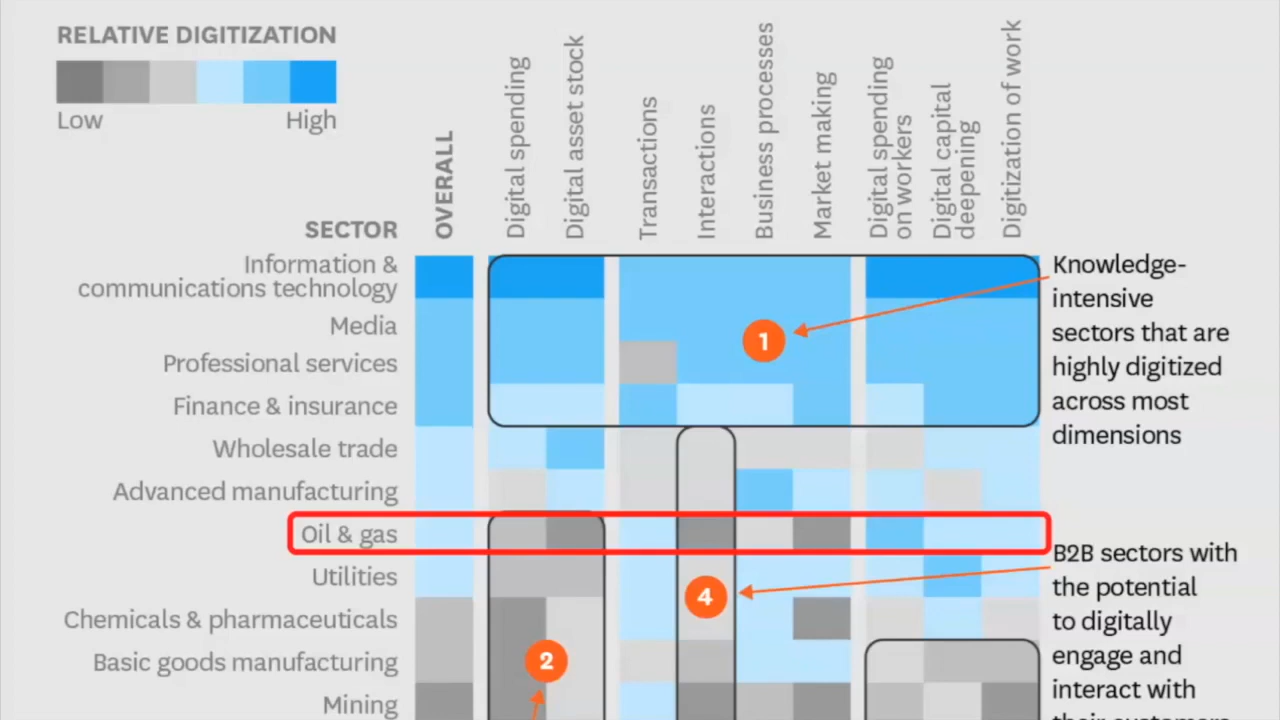 RELATIVE DIGITIZATION
Low
High
SECTOR
OVERALL
Digital spending
Digital asset stock
Transactions
Interactions
Business processes
Market making
Digital spending
on workers
Digital capital
deepening
Digitization of work
Information &
communications technology
Media
Professional services
Finance & insurance
Wholesale trade
Advanced manufacturing
Oil & gas
Utilities
Chemicals & pharmaceuticals
Basic goods manufacturing
Mining
1
4
2
Knowledge-
intensive
sectors that are
highly digitized
across most
dimensions
B2B sectors with
the potential
to digitally
engage and
interact with
their customers